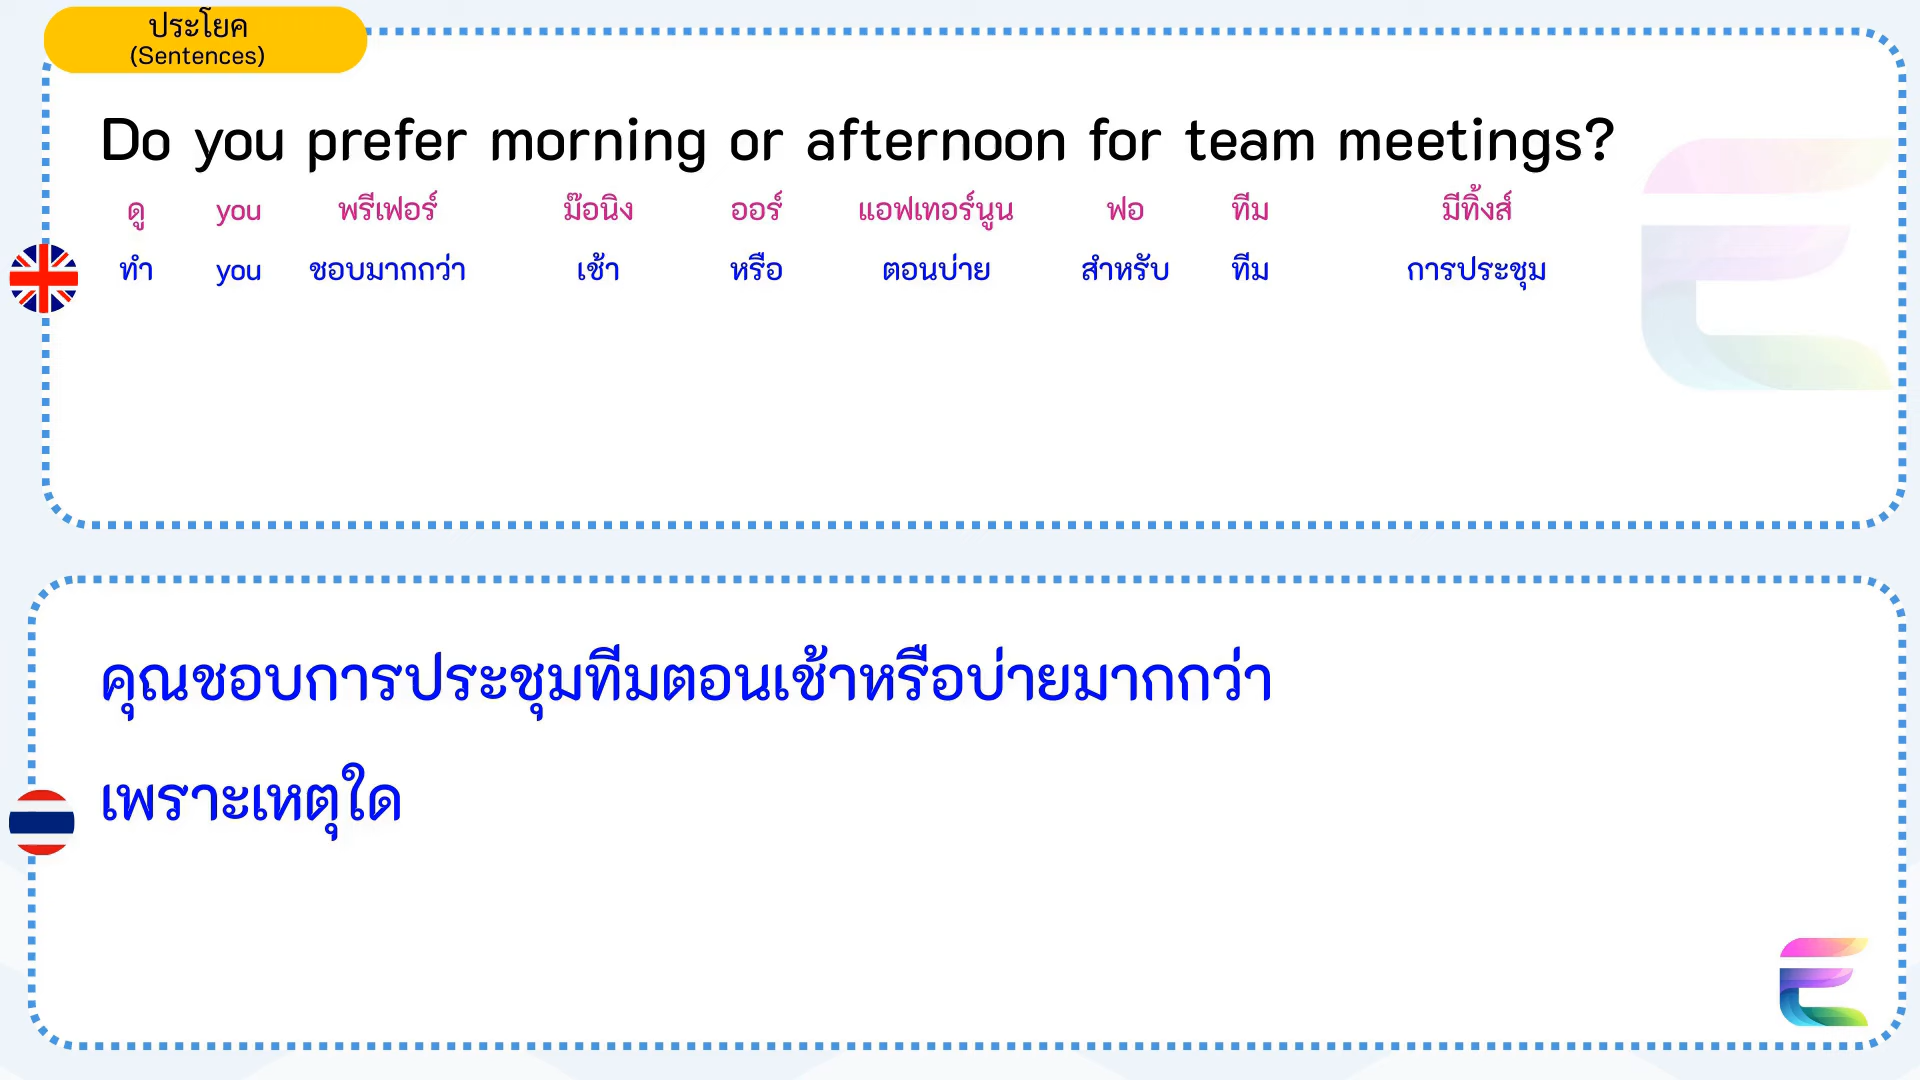 ประโยค
(Sentences)
Do you prefer morning or afternoon for team meetings?
ดู you พรีเฟอร์ ม๊อนิง ออร์ แอฟเทอร์นูน ฟอ ทีม มีทิ้งส์
ทำ you ชอบมากกว่า เช้า หรือ ตอนบ่าย สำหรับ ทีม การประชุม
คุณชอบการประชุมทีมตอนเช้าหรือบ่ายมากกว่า
เพราะเหตุใด